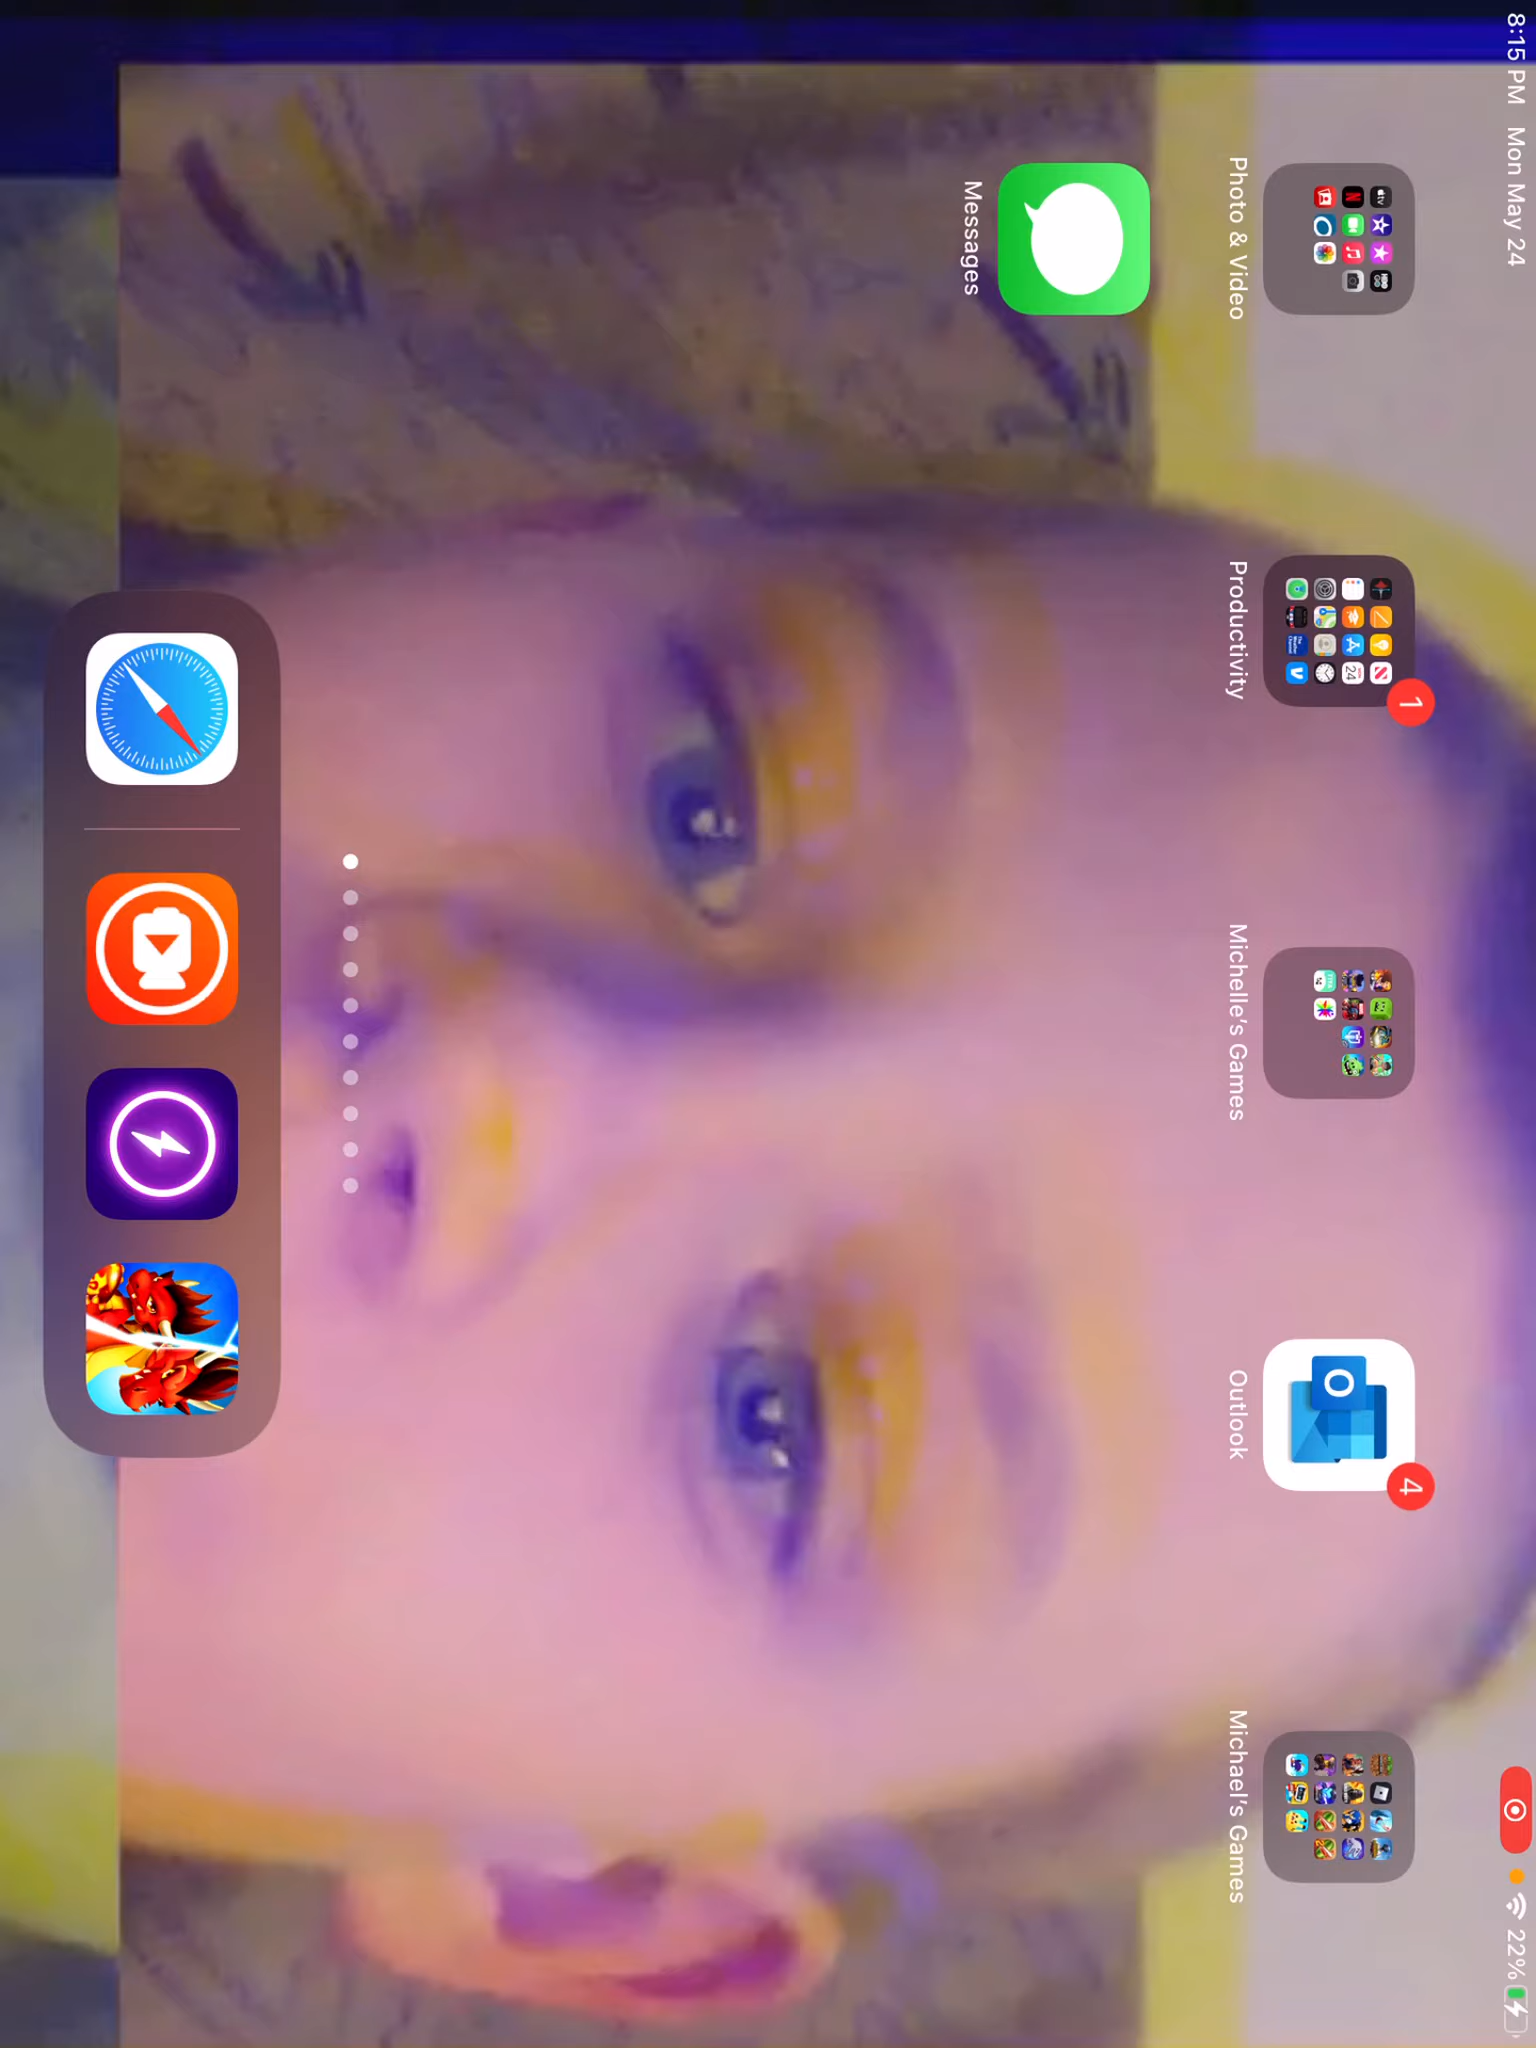 8:15 PM Mon May 24
22%
Photo & Video
Productivity
1
Michelle's Games
Outlook
4
Michael's Games
Messages